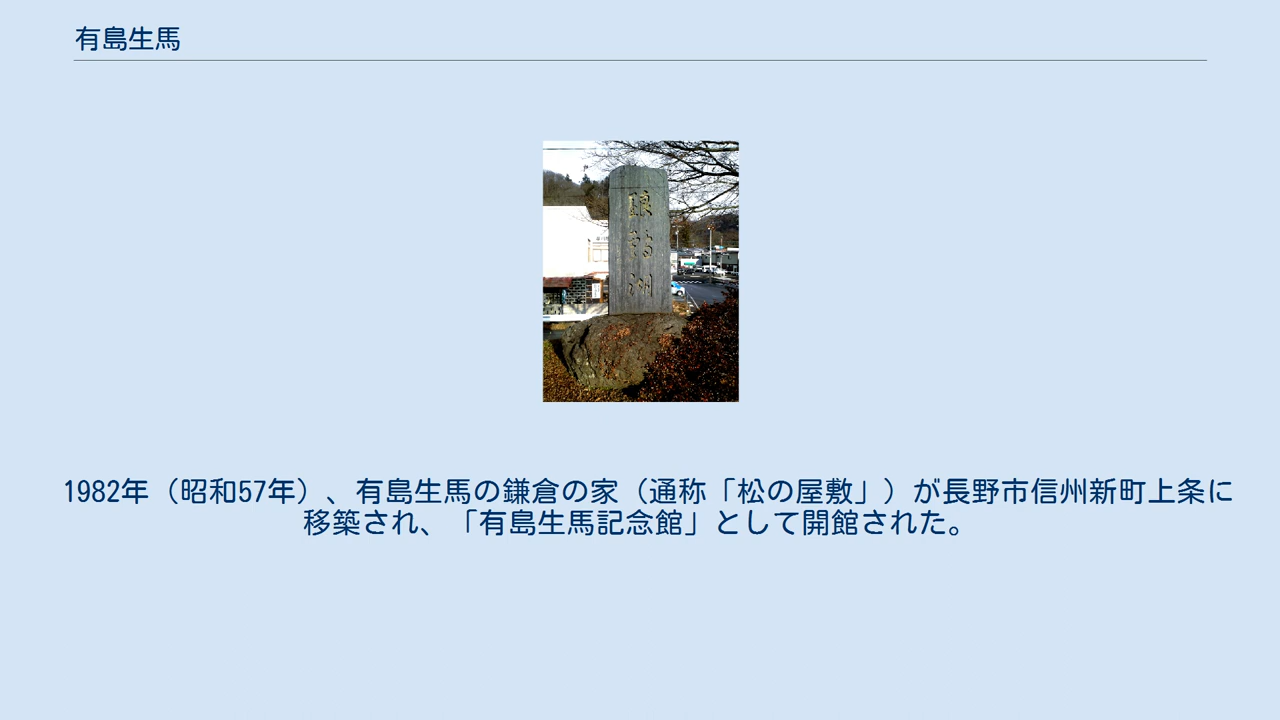 有島生馬
1982年（昭和57年）、有島生馬の鎌倉の家（通称「松の屋敷」）が長野市信州新町上条に
移築され、「有島生馬記念館」として開館された。